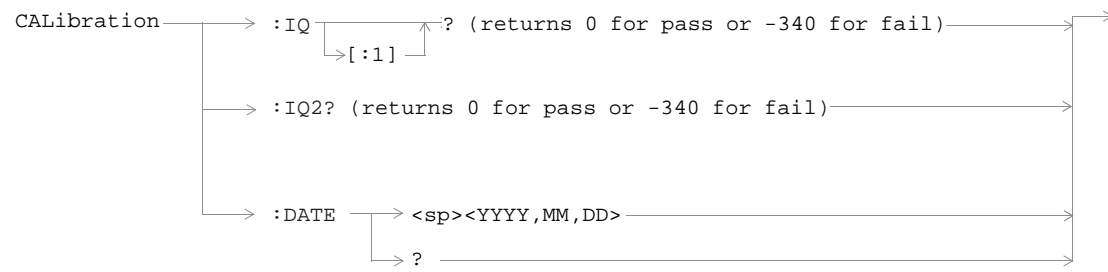 CALibration :IQ ? (returns 0 for pass or -340 for fail)
[:1]
:IQ2? (returns 0 for pass or -340 for fail)
:DATE <sp><YYYY,MM,DD>
?